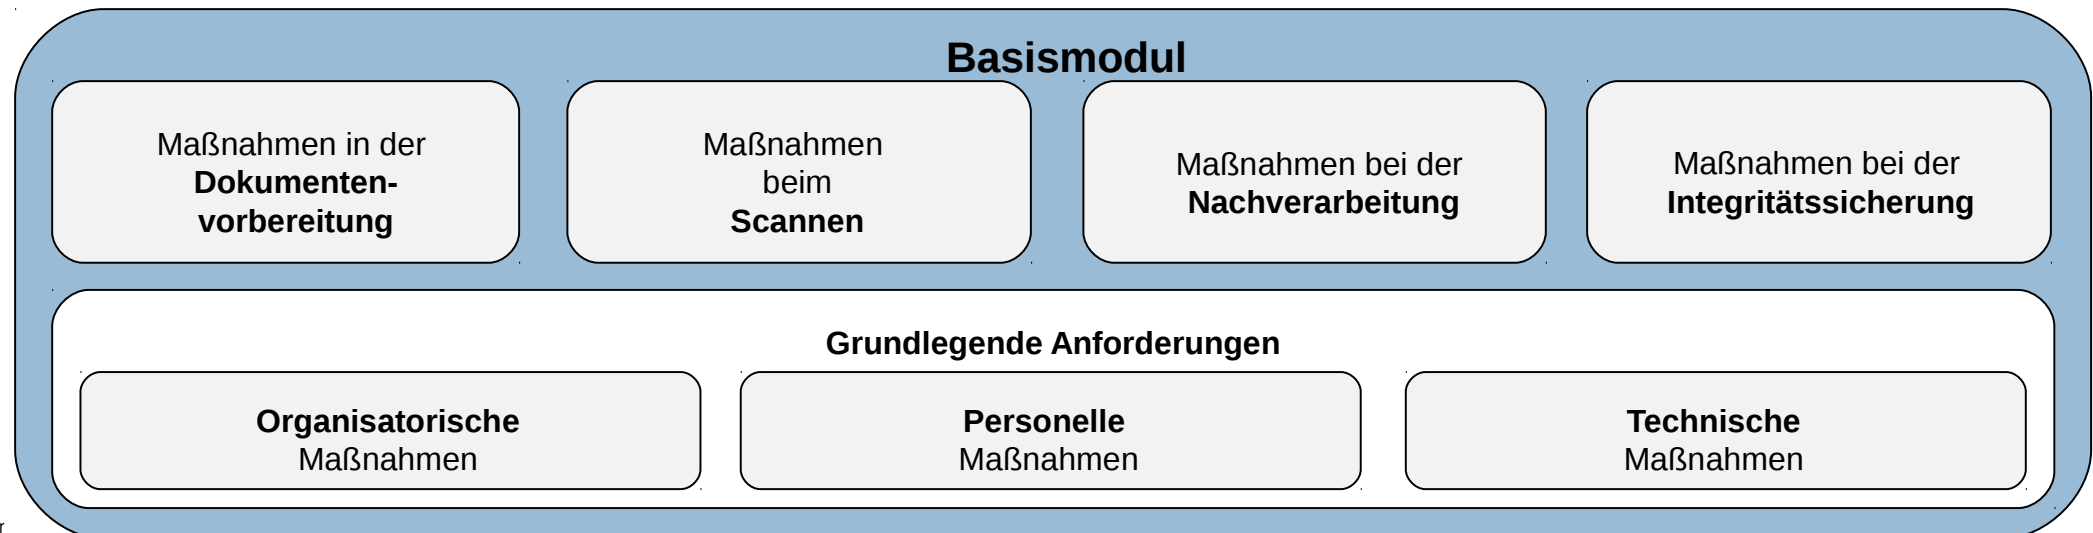 Basismodul
Maßnahmen in der
Dokumenten-
vorbereitung
Maßnahmen
beim
Scannen
Maßnahmen bei der
Nachverarbeitung
Maßnahmen bei der
Integritätssicherung
Grundlegende Anforderungen
Organisatorische
Maßnahmen
Personelle
Maßnahmen
Technische
Maßnahmen
r